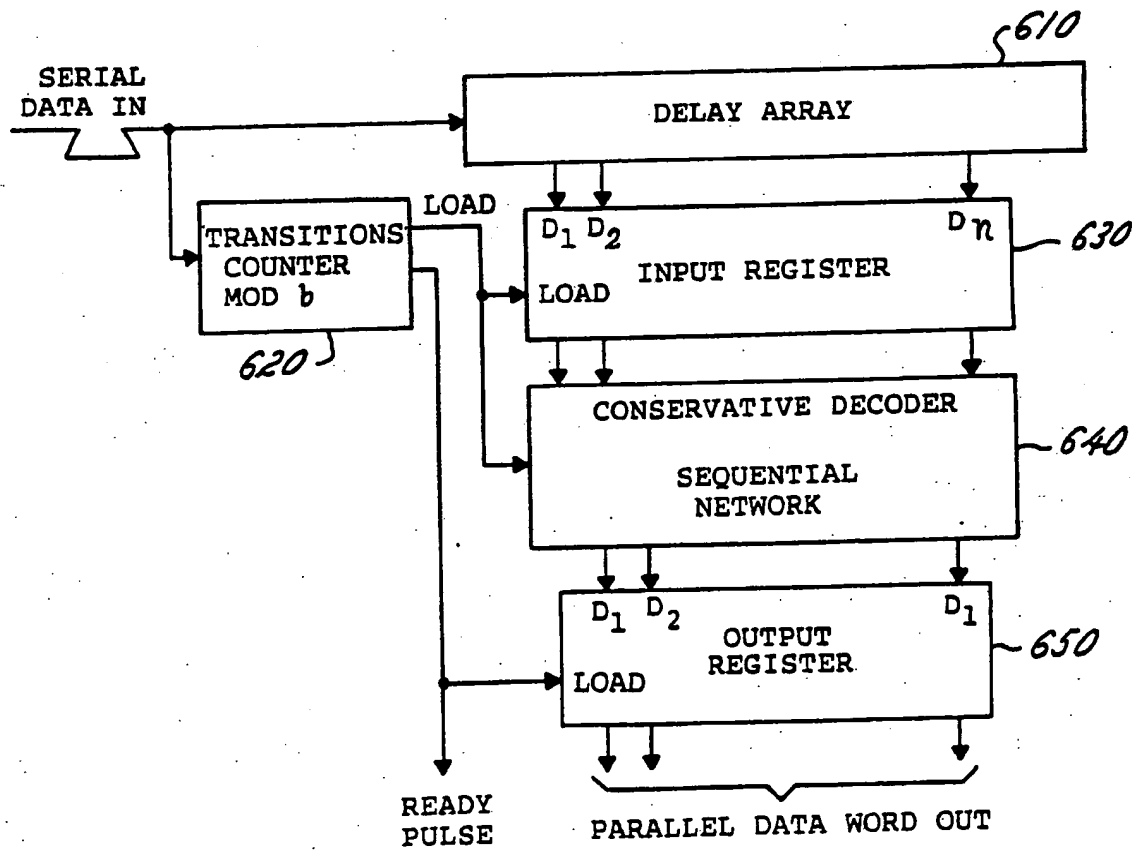 610
SERIAL
DATA IN
DELAY ARRAY
LOAD
TRANSITIONS
COUNTER
MOD b
620
D1 D2 Dn
630
INPUT REGISTER
LOAD
CONSERVATIVE DECODER
640
SEQUENTIAL
NETWORK
D1 D2 D1
OUTPUT
REGISTER
650
LOAD
READY
PULSE
PARALLEL DATA WORD OUT